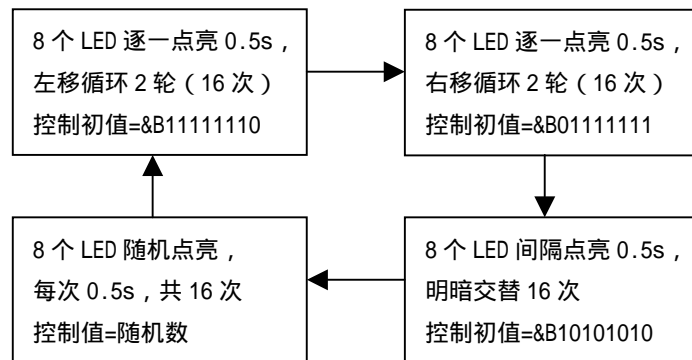 8 个 LED 逐一点亮 0.5s，
左移循环 2 轮（16 次）
控制初值=&B11111110
8 个 LED 逐一点亮 0.5s，
右移循环 2 轮（16 次）
控制初值=&B01111111
8 个 LED 随机点亮，
每次 0.5s，共 16 次
控制值=随机数
8 个 LED 间隔点亮 0.5s，
明暗交替 16 次
控制初值=&B10101010